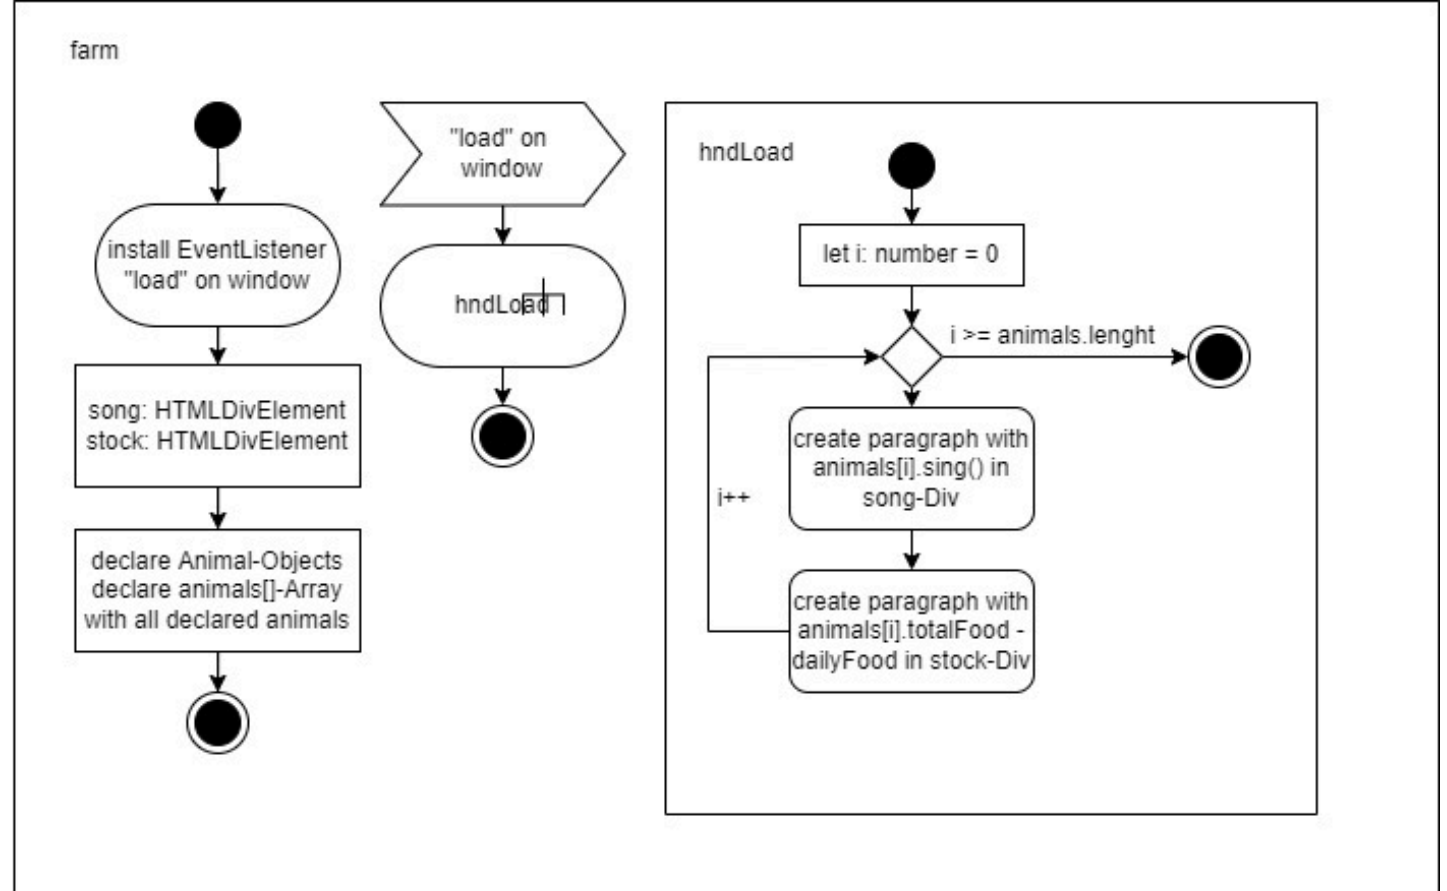 farm
install EventListener
"load" on window
song: HTMLDivElement
stock: HTMLDivElement
declare Animal-Objects
declare animals[]-Array
with all declared animals
"load" on
window
hndLoad
hndLoad
let i: number = 0
i >= animals.lenght
create paragraph with
animals[i].sing() in
song-Div
i++
create paragraph with
animals[i].totalFood -
dailyFood in stock-Div